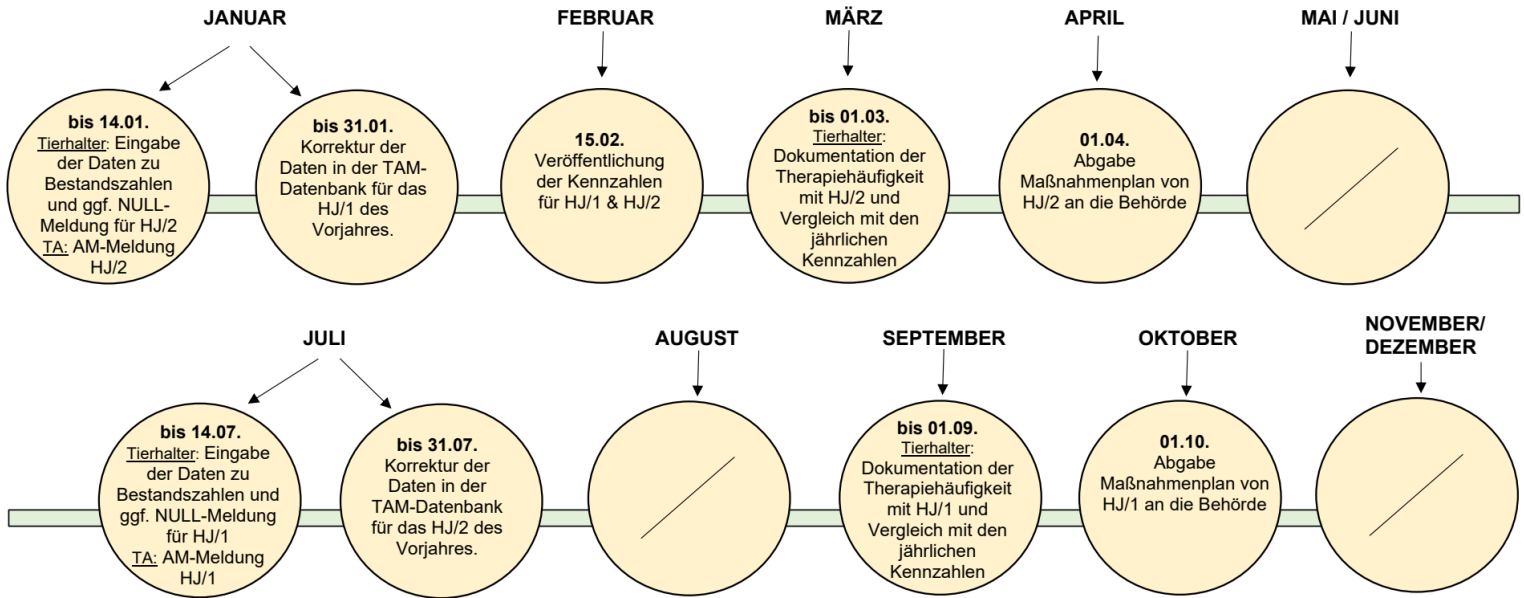 JANUAR
FEBRUAR
MÄRZ
APRIL
MAI / JUNI
bis 14.01.
Tierhalter: Eingabe
der Daten zu
Bestandszahlen
und ggf. NULL-
Meldung für HJ/2
TA: AM-Meldung
HJ/2
bis 31.01.
Korrektur der
Daten in der TAM-
Datenbank für das
HJ/1 des
Vorjahres.
15.02.
Veröffentlichung
der Kennzahlen
für HJ/1 & HJ/2
bis 01.03.
Tierhalter:
Dokumentation der
Therapiehäufigkeit
mit HJ/2 und
Vergleich mit den
jährlichen
Kennzahlen
01.04.
Abgabe
Maßnahmenplan von
HJ/2 an die Behörde
JULI
AUGUST
SEPTEMBER
OKTOBER
NOVEMBER/
DEZEMBER
bis 14.07.
Tierhalter: Eingabe
der Daten zu
Bestandszahlen und
ggf. NULL-Meldung
für HJ/1
TA: AM-Meldung
HJ/1
bis 31.07.
Korrektur der
Daten in der
TAM-Datenbank
für das HJ/2 des
Vorjahres.
bis 01.09.
Tierhalter:
Dokumentation der
Therapiehäufigkeit
mit HJ/1 und
Vergleich mit den
jährlichen
Kennzahlen
01.10.
Abgabe
Maßnahmenplan von
HJ/1 an die Behörde